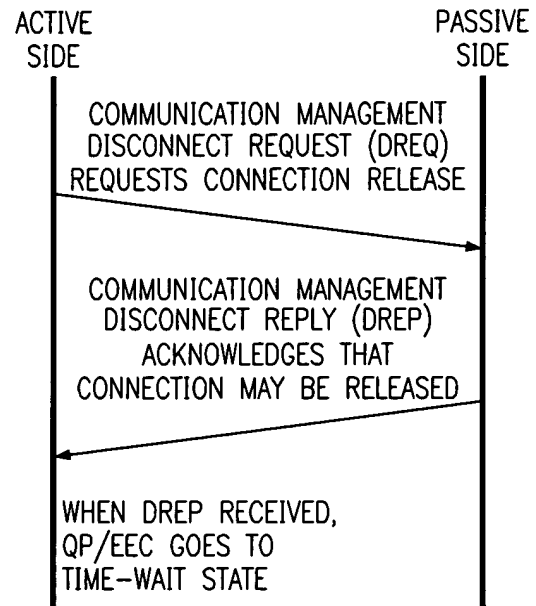 ACTIVE
SIDE
PASSIVE
SIDE
COMMUNICATION MANAGEMENT
DISCONNECT REQUEST (DREQ)
REQUESTS CONNECTION RELEASE
COMMUNICATION MANAGEMENT
DISCONNECT REPLY (DREP)
ACKNOWLEDGES THAT
CONNECTION MAY BE RELEASED
WHEN DREP RECEIVED,
QP/EEC GOES TO
TIME-WAIT STATE